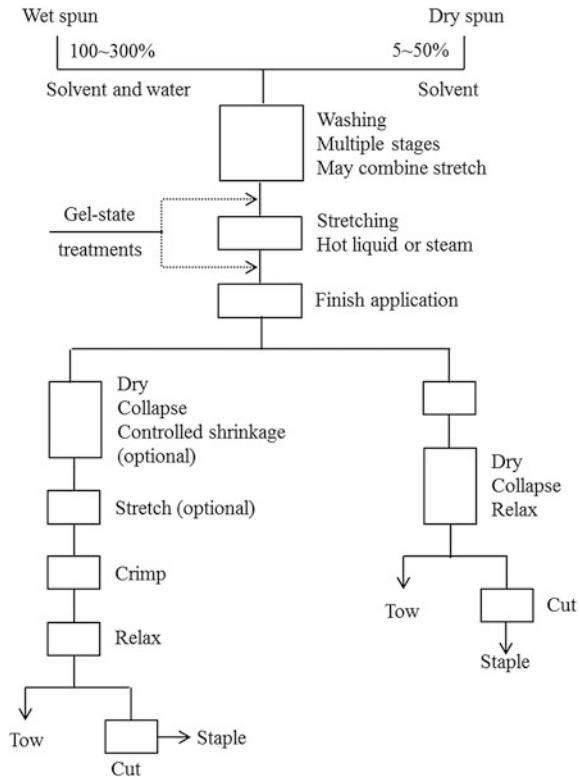 Wet spun
Dry spun
100~300%
5~50%
Solvent and water
Solvent
Washing
Multiple stages
May combine stretch
Gel-state
treatments
Stretching
Hot liquid or steam
Finish application
Dry
Collapse
Controlled shrinkage
(optional)
Stretch (optional)
Crimp
Relax
Tow
Cut
Staple
Dry
Collapse
Relax
Tow
Cut
Staple